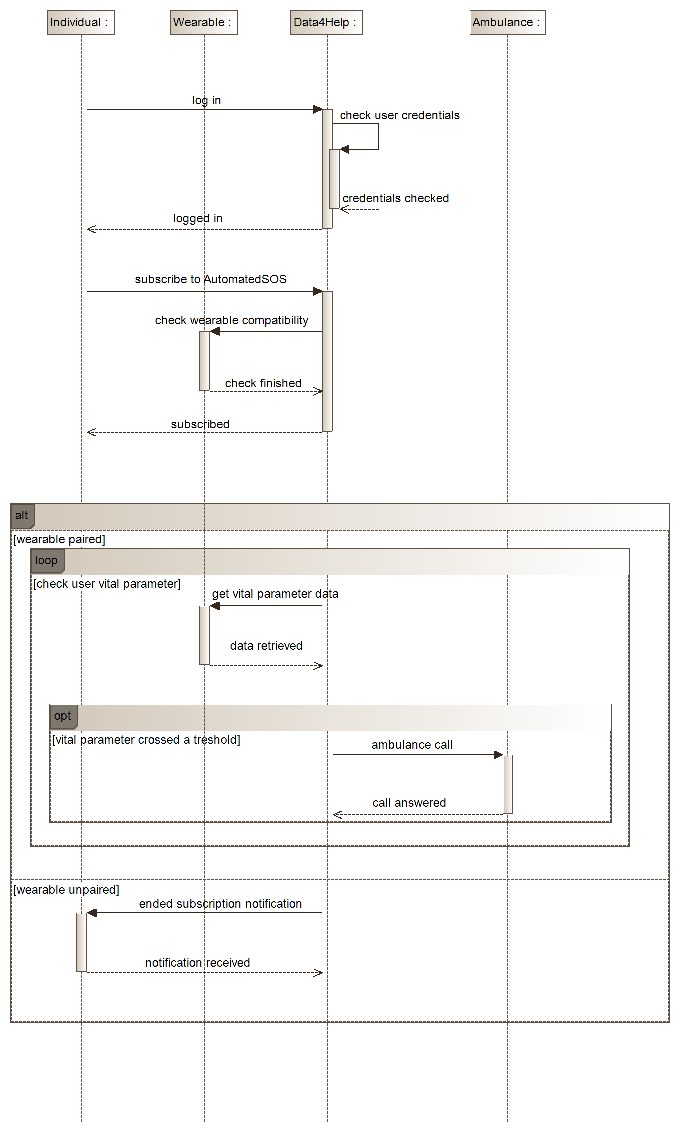 Individual :
Wearable :
Data4Help :
Ambulance :
log in
check user credentials
credentials checked
logged in
subscribe to AutomatedSOS
check wearable compatibility
check finished
subscribed
alt
[wearable paired]
loop
[check user vital parameter]
get vital parameter data
data retrieved
opt
[vital parameter crossed a treshold]
ambulance call
call answered
[wearable unpaired]
ended subscription notification
notification received